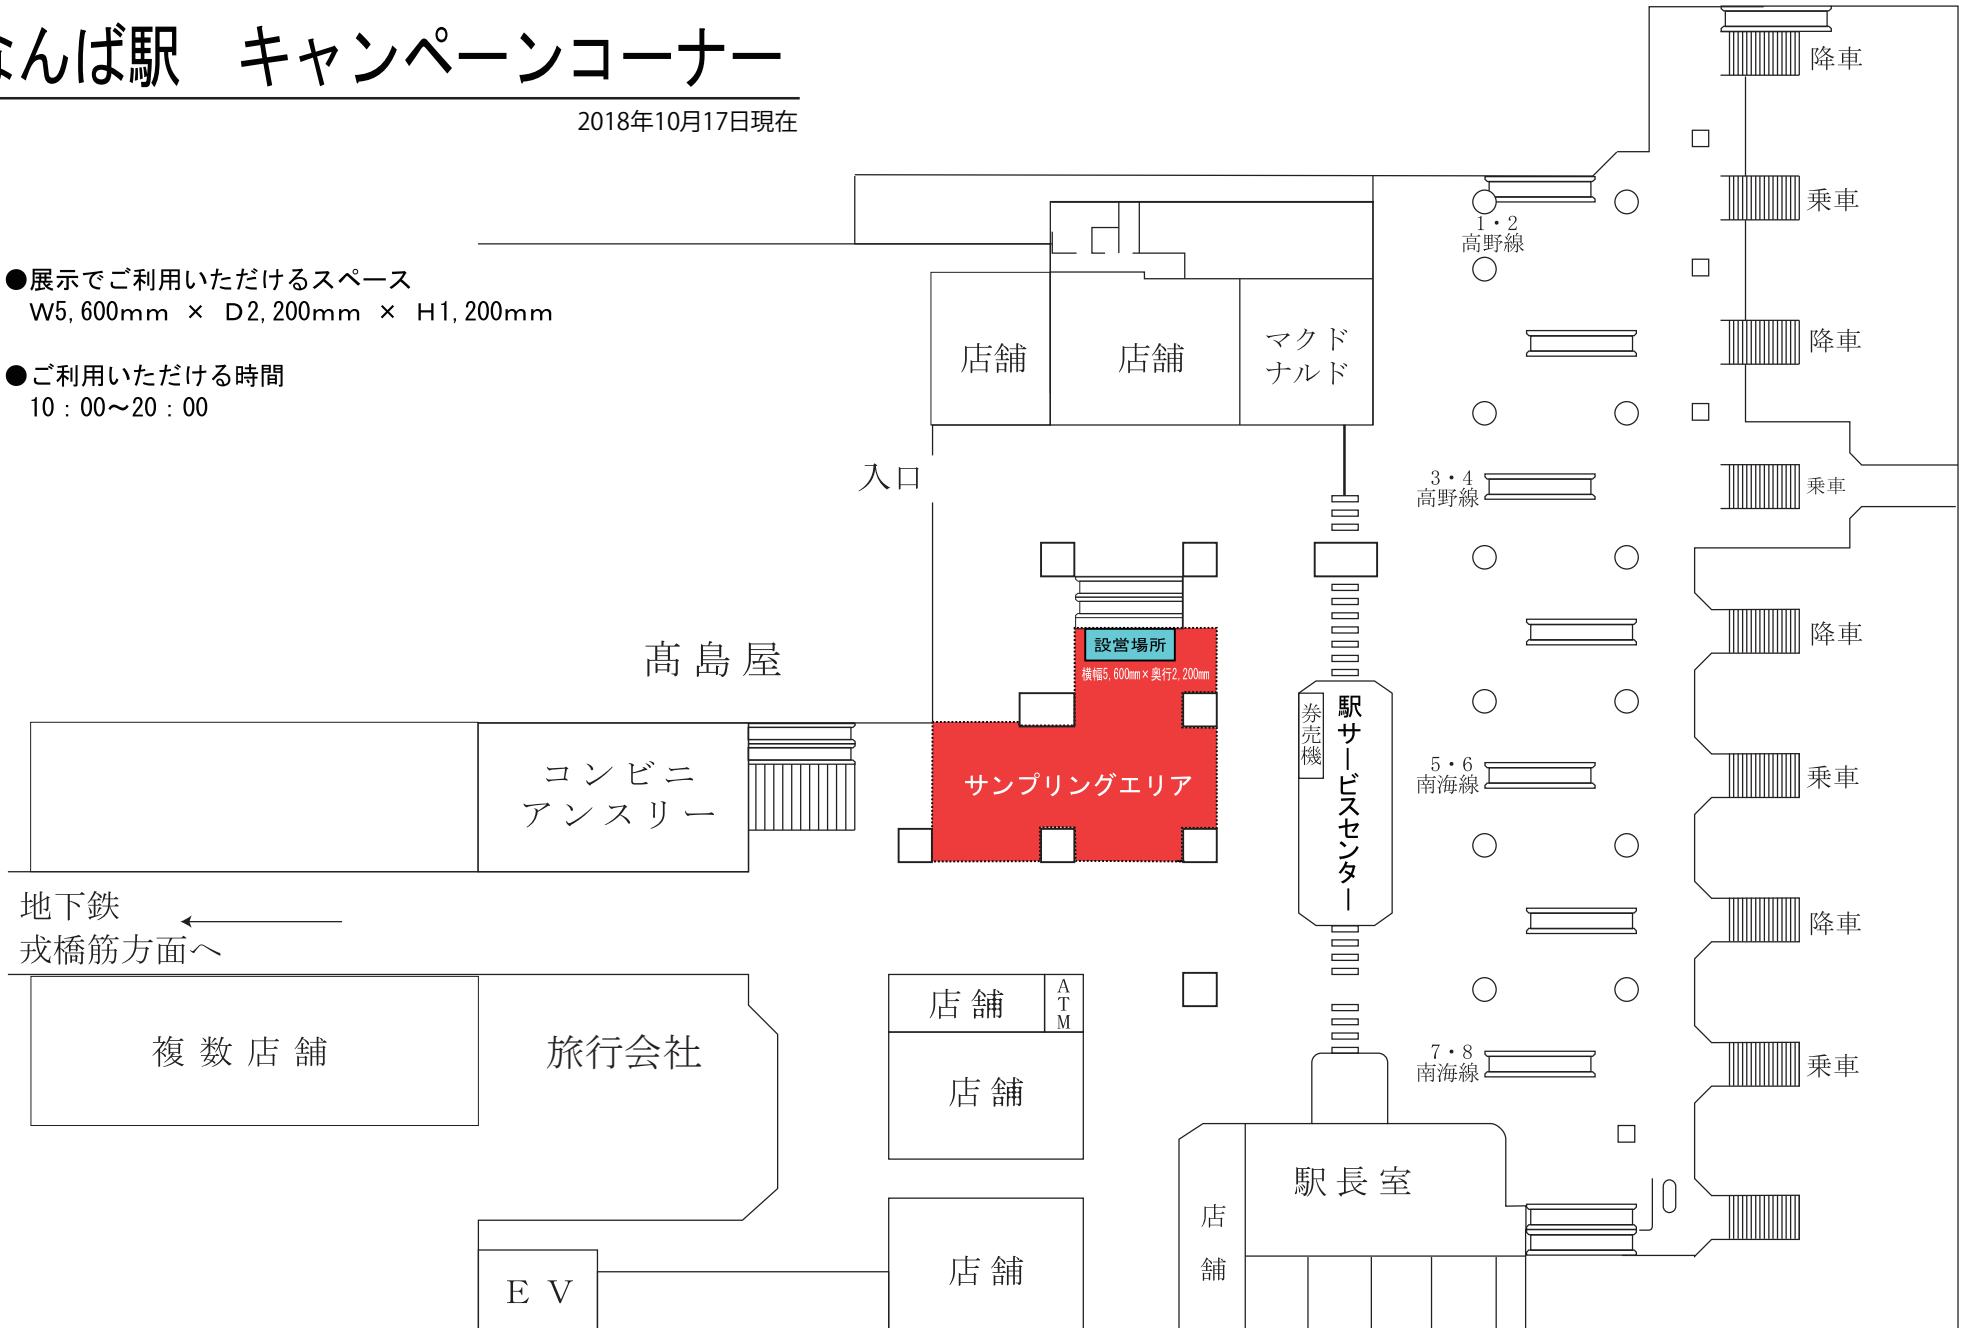 なんば駅　キャンペーンコーナー
2018年10月17日現在
●展示でご利用いただけるスペース
W5,600mm × D2,200mm × H1,200mm
●ご利用いただける時間
10：00〜20：00
降車
乗車
1・2
高野線
降車
店舗
店舗
マクド
ナルド
入口
3・4
高野線
乗車
髙島屋
設営場所
横幅5,600mm×奥行2,200mm
降車
券売機
駅サービスセンター
コンビニ
アンスリー
サンプリングエリア
5・6
南海線
乗車
地下鉄
戎橋筋方面へ
降車
店舗
ATM
複数店舗
旅行会社
店舗
7・8
南海線
乗車
駅長室
店舗
店舗
EV